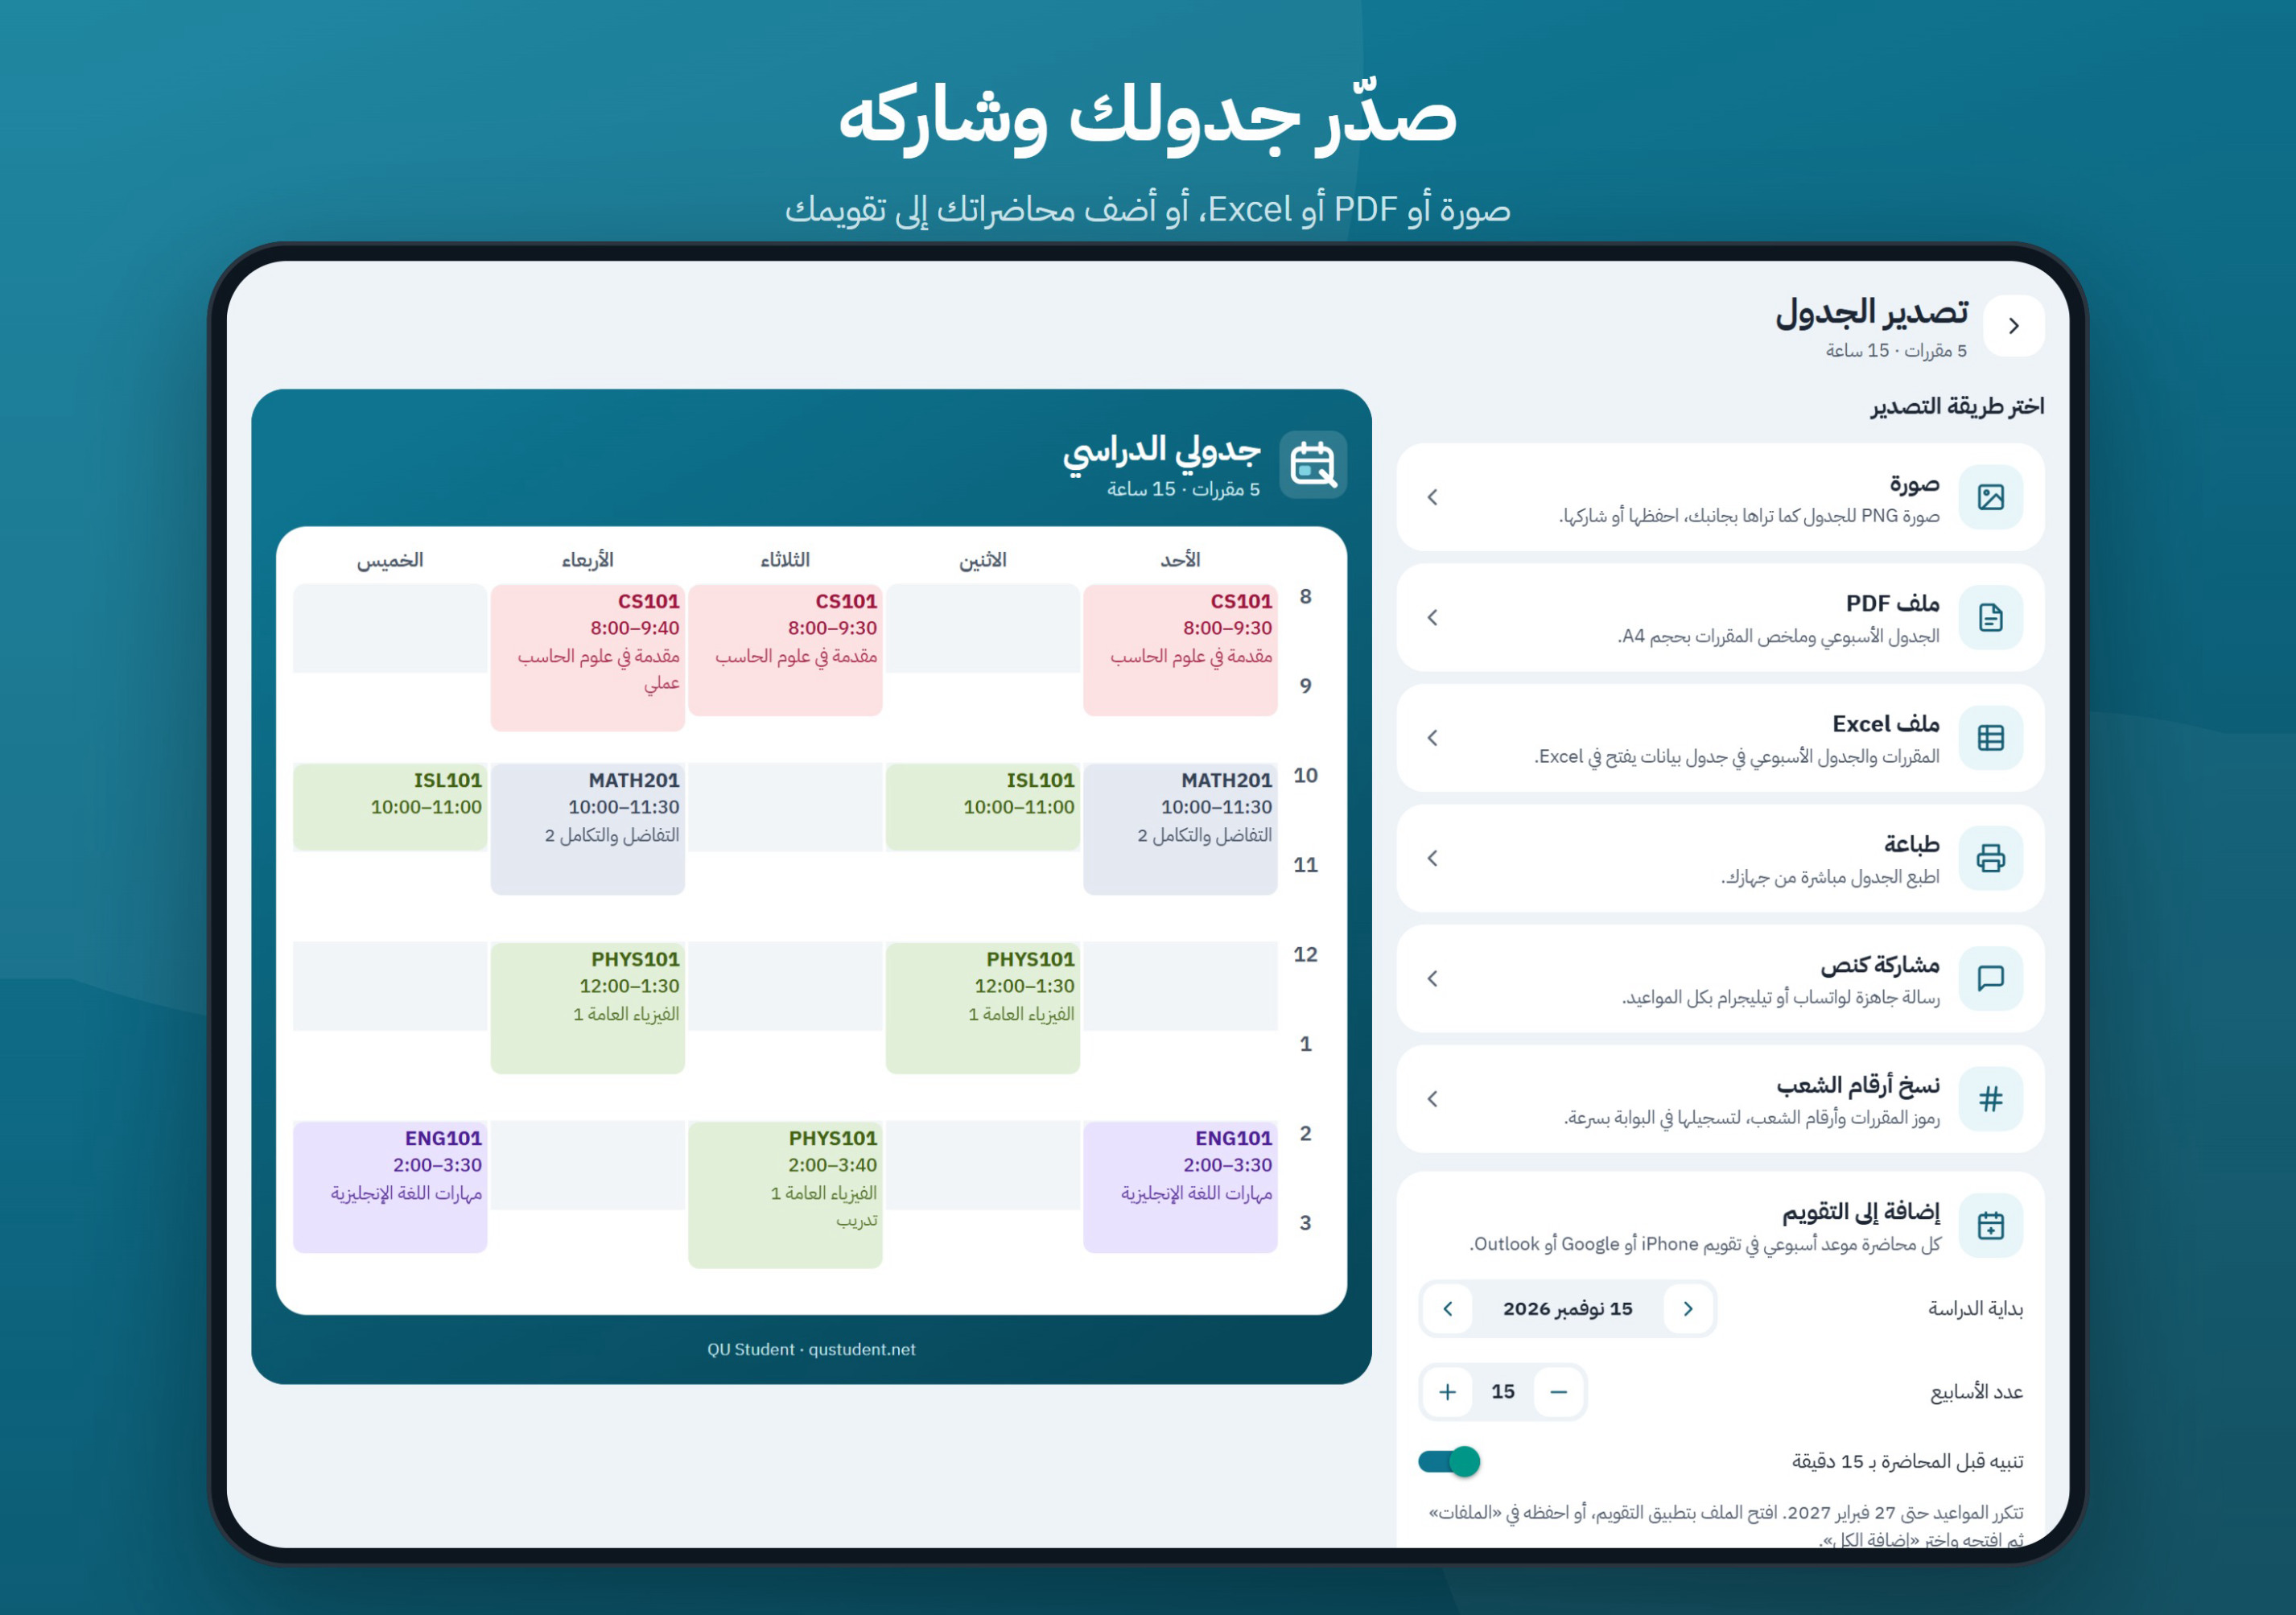 صدّر جدولك وشاركه
صورة أو PDF أو Excel، أو أضف محاضراتك إلى تقويمك
تصدير الجدول
5 مقررات · 15 ساعة
اختر طريقة التصدير
صورة
صورة PNG للجدول كما تراها بجانبك، احفظها أو شاركها.
ملف PDF
الجدول الأسبوعي وملخص المقررات بحجم A4.
ملف Excel
المقررات والجدول الأسبوعي في جدول بيانات يفتح في Excel.
طباعة
اطبع الجدول مباشرة من جهازك.
مشاركة كنص
رسالة جاهزة لواتساب أو تيليجرام بكل المواعيد.
نسخ أرقام الشعب
رموز المقررات وأرقام الشعب، لتسجيلها في البوابة بسرعة.
إضافة إلى التقويم
كل محاضرة موعد أسبوعي في تقويم iPhone أو Google أو Outlook.
بداية الدراسة
15 نوفمبر 2026
عدد الأسابيع
15
تنبيه قبل المحاضرة بـ 15 دقيقة
تتكرر المواعيد حتى 27 فبراير 2027. افتح الملف بتطبيق التقويم، أو احفظه في «الملفات»
ثم افتحه واختر «إضافة الكل».
جدولي الدراسي
5 مقررات · 15 ساعة
الأحد الاثنين الثلاثاء الأربعاء الخميس
8
CS101
8:00–9:30
مقدمة في علوم الحاسب
CS101
8:00–9:30
مقدمة في علوم الحاسب
CS101
8:00–9:40
مقدمة في علوم الحاسب
عملي
9
10
MATH201
10:00–11:30
التفاضل والتكامل 2
ISL101
10:00–11:00
MATH201
10:00–11:30
التفاضل والتكامل 2
ISL101
10:00–11:00
11
12
PHYS101
12:00–1:30
الفيزياء العامة 1
PHYS101
12:00–1:30
الفيزياء العامة 1
1
2
ENG101
2:00–3:30
مهارات اللغة الإنجليزية
PHYS101
2:00–3:40
الفيزياء العامة 1
تدريب
ENG101
2:00–3:30
مهارات اللغة الإنجليزية
3
QU Student · qustudent.net